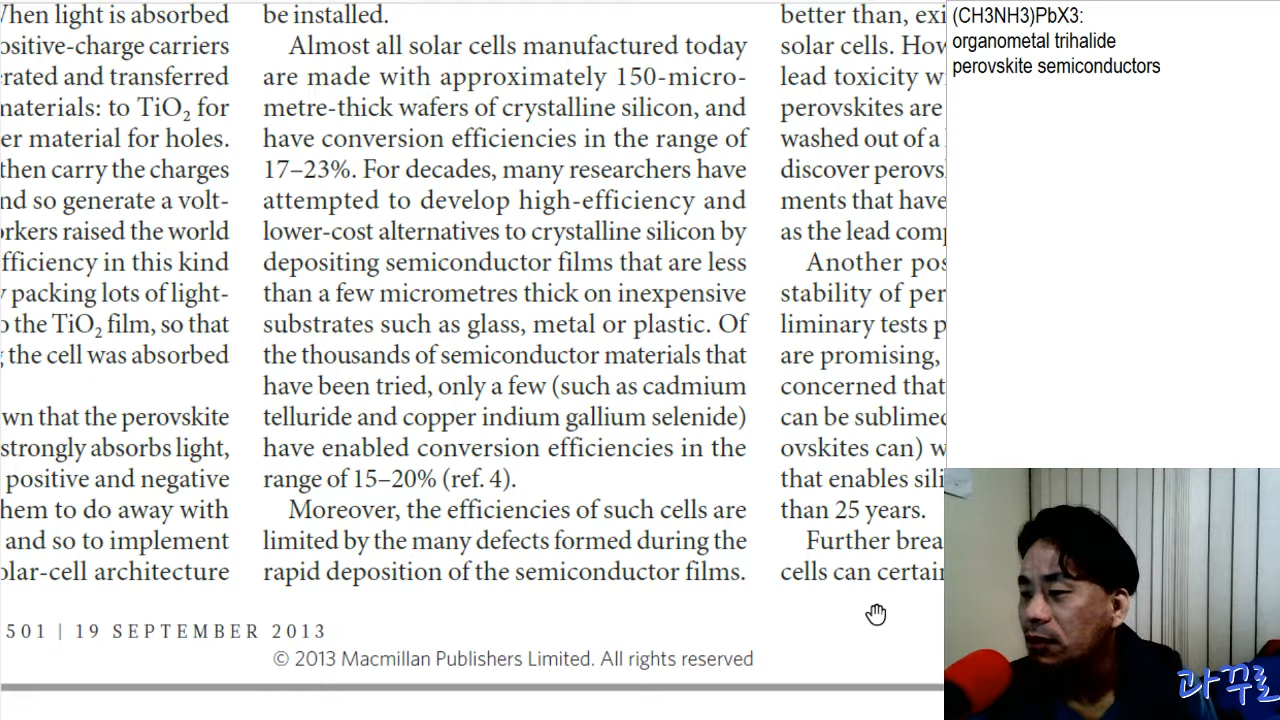 When light is absorbed
ositive-charge carriers
erated and transferred
materials: to TiO₂ for
er material for holes.
then carry the charges
nd so generate a volt-
orkers raised the world
fficiency in this kind
y packing lots of light-
o the TiO₂ film, so that
g the cell was absorbed
wn that the perovskite
strongly absorbs light,
positive and negative
hem to do away with
and so to implement
olar-cell architecture
be installed.
Almost all solar cells manufactured today
are made with approximately 150-micro-
metre-thick wafers of crystalline silicon, and
have conversion efficiencies in the range of
17–23%. For decades, many researchers have
attempted to develop high-efficiency and
lower-cost alternatives to crystalline silicon by
depositing semiconductor films that are less
than a few micrometres thick on inexpensive
substrates such as glass, metal or plastic. Of
the thousands of semiconductor materials that
have been tried, only a few (such as cadmium
telluride and copper indium gallium selenide)
have enabled conversion efficiencies in the
range of 15–20% (ref. 4).
Moreover, the efficiencies of such cells are
limited by the many defects formed during the
rapid deposition of the semiconductor films.
better than, exi
solar cells. How
lead toxicity w
perovskites are
washed out of a
discover perovs
ments that have
as the lead comp
Another pos
stability of per
liminary tests p
are promising,
concerned that
can be sublimed
ovskites can) w
that enables sili
than 25 years.
Further brea
cells can certain
501 | 19 SEPTEMBER 2013
© 2013 Macmillan Publishers Limited. All rights reserved
(CH3NH3)PbX3:
organometal trihalide
perovskite semiconductors
과꾸로